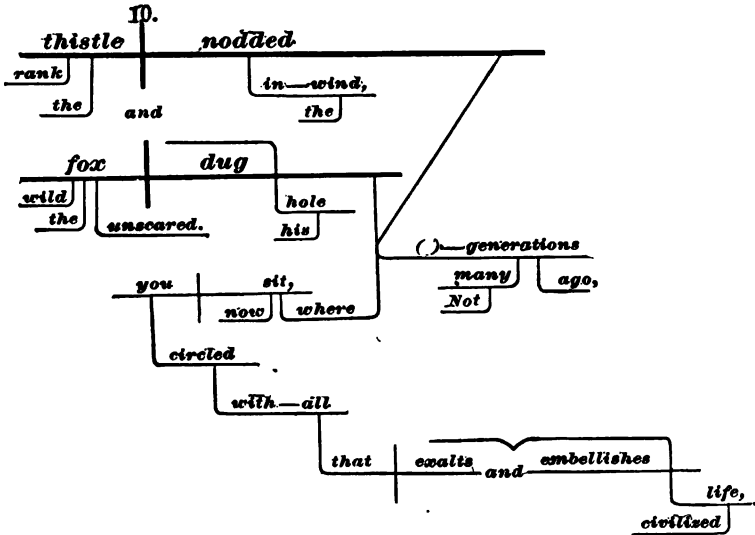 10.
thistle nodded
rank in—wind,
the the
and
fox dug
wild hole
the unscared. his
()—generations
you sit, many ago,
now where Not
circled
with—all
that exalts and embellishes
life,
civilized